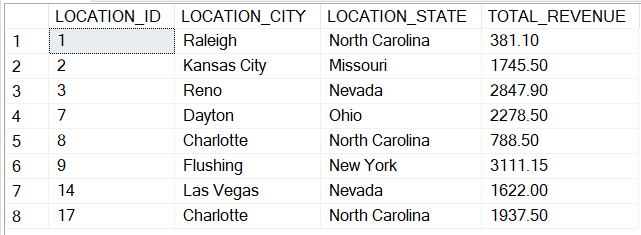 LOCATION_ID LOCATION_CITY LOCATION_STATE TOTAL_REVENUE
1 1 Raleigh North Carolina 381.10
2 2 Kansas City Missouri 1745.50
3 3 Reno Nevada 2847.90
4 7 Dayton Ohio 2278.50
5 8 Charlotte North Carolina 788.50
6 9 Flushing New York 3111.15
7 14 Las Vegas Nevada 1622.00
8 17 Charlotte North Carolina 1937.50